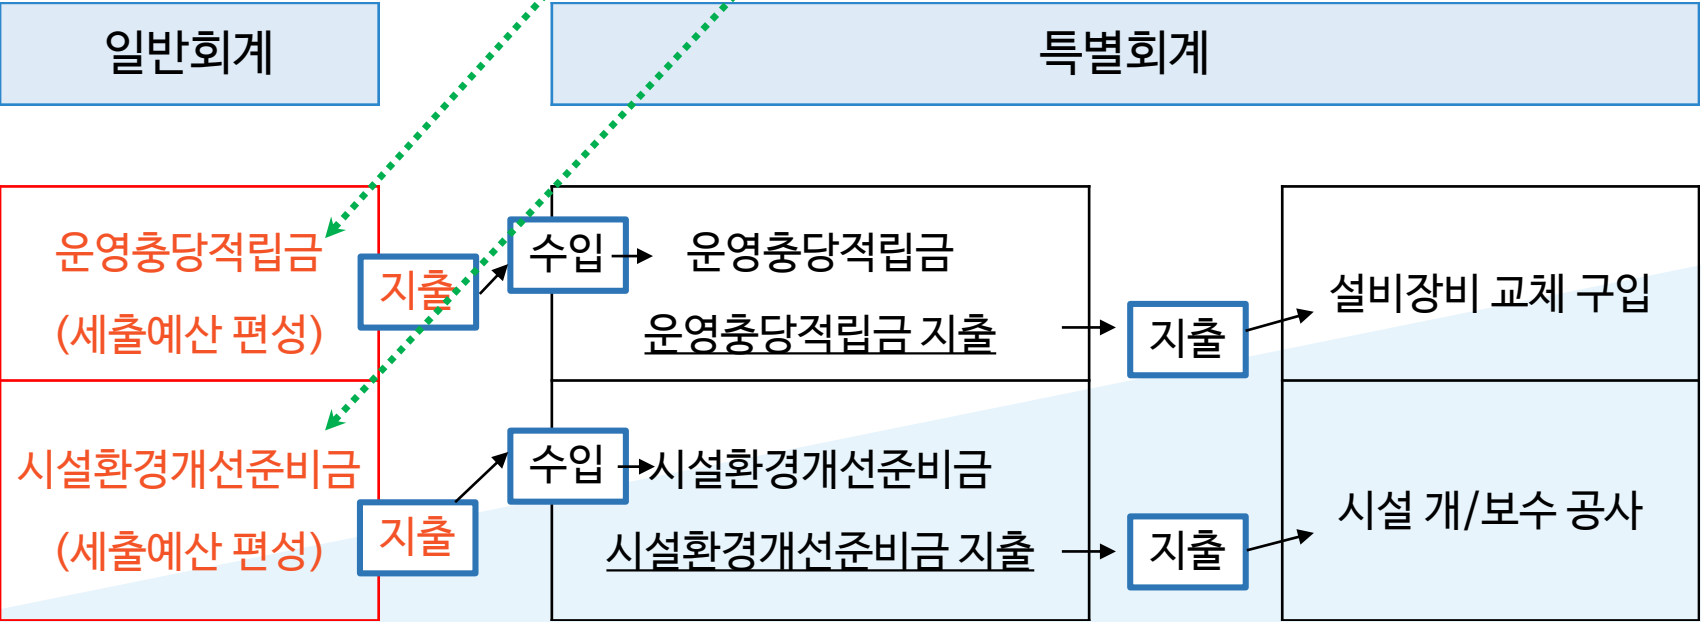 일반회계
특별회계
운영충당적립금
(세출예산 편성)
지출
수입
운영충당적립금
운영충당적립금 지출
지출
설비장비 교체 구입
시설환경개선준비금
(세출예산 편성)
지출
수입
시설환경개선준비금
시설환경개선준비금 지출
지출
시설 개/보수 공사